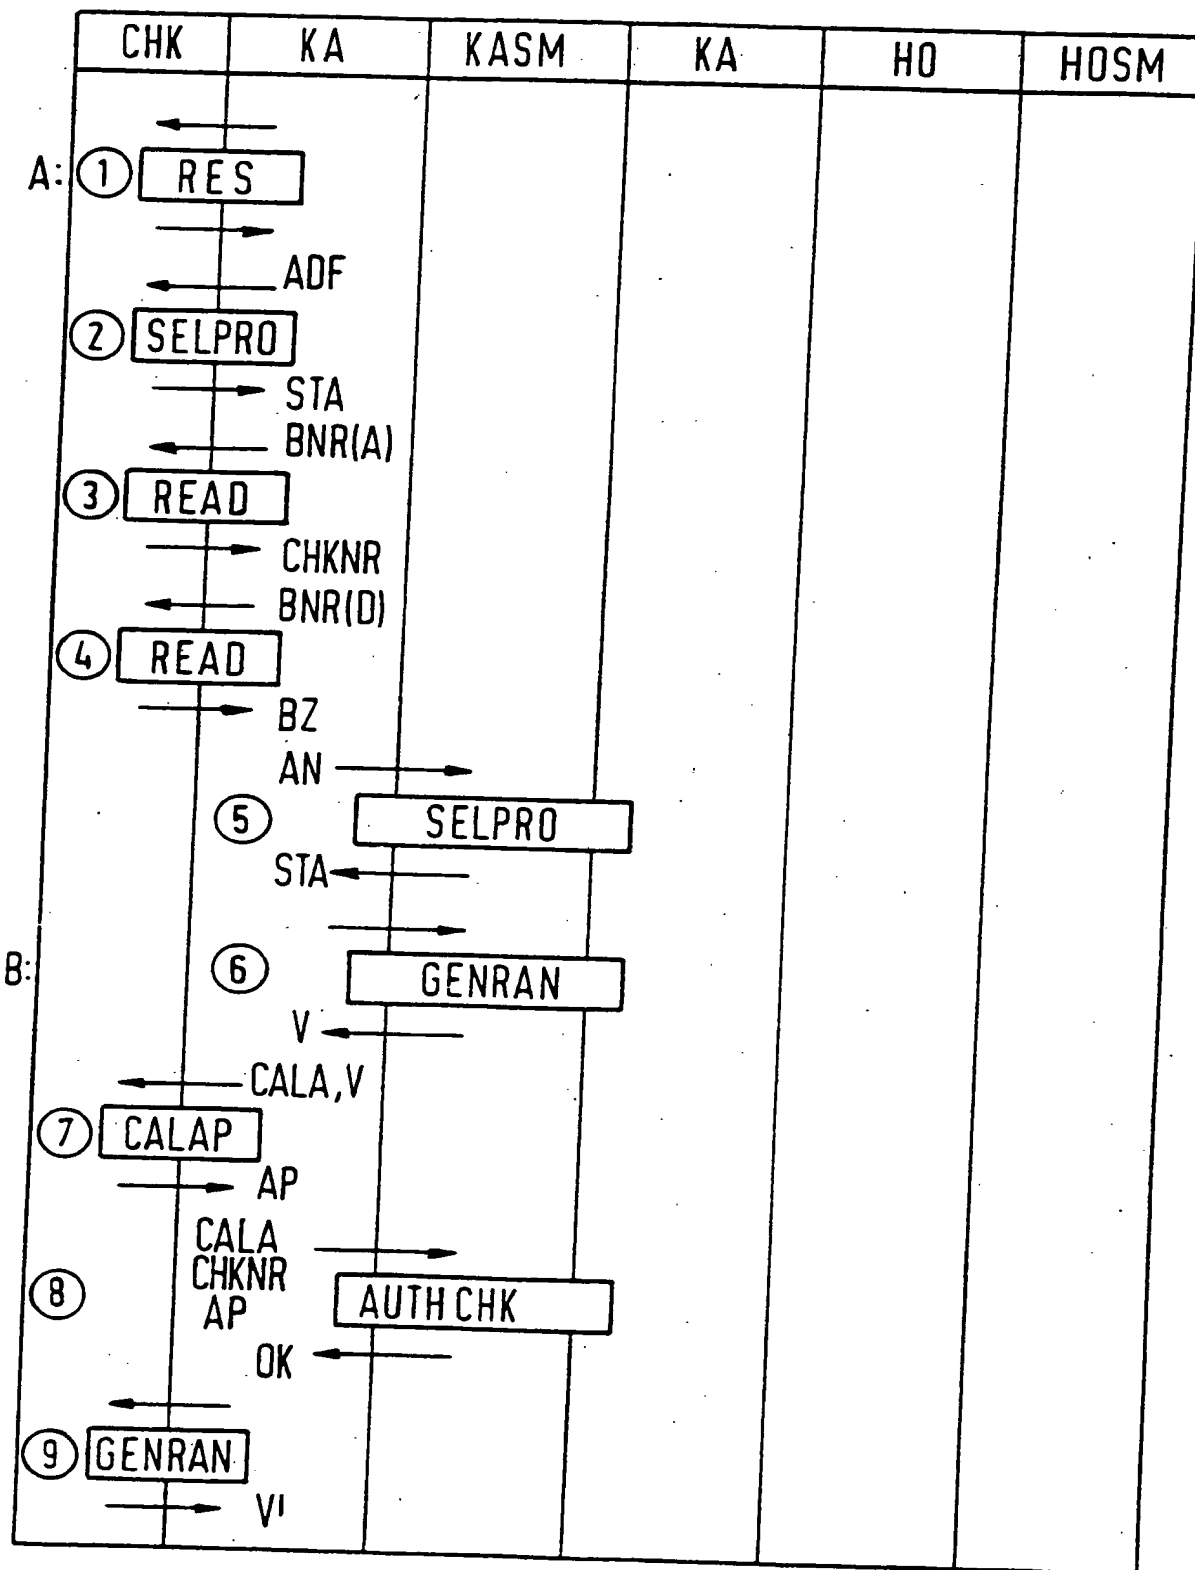 CHK KA KASM KA HO HOSM
A: 1 RES
ADF
2 SELPRO
STA
BNR(A)
3 READ
CHKNR
BNR(D)
4 READ
BZ
AN
5 SELPRO
STA
B: 6 GENRAN
V
CALA,V
7 CALAP
AP
CALA
CHKNR
8 AP AUTH CHK
OK
9 GENRAN
V'